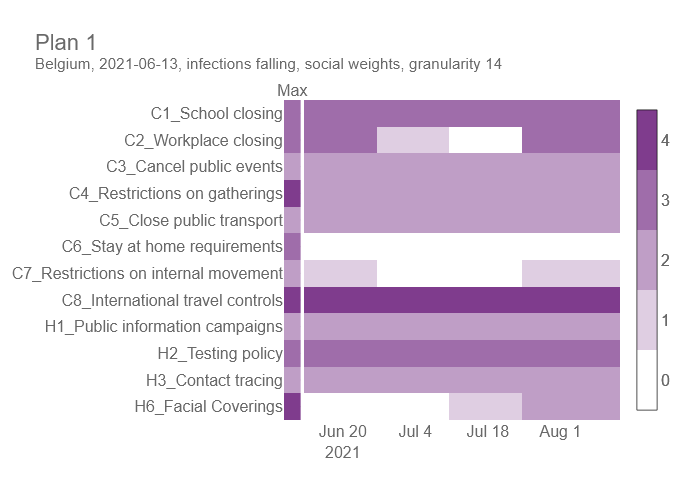 Plan 1
Belgium, 2021-06-13, infections falling, social weights, granularity 14
Max
C1_School closing
C2_Workplace closing
C3_Cancel public events
C4_Restrictions on gatherings
C5_Close public transport
C6_Stay at home requirements
C7_Restrictions on internal movement
C8_International travel controls
H1_Public information campaigns
H2_Testing policy
H3_Contact tracing
H6_Facial Coverings
Jun 20 Jul 4 Jul 18 Aug 1
2021
4
3
2
1
0